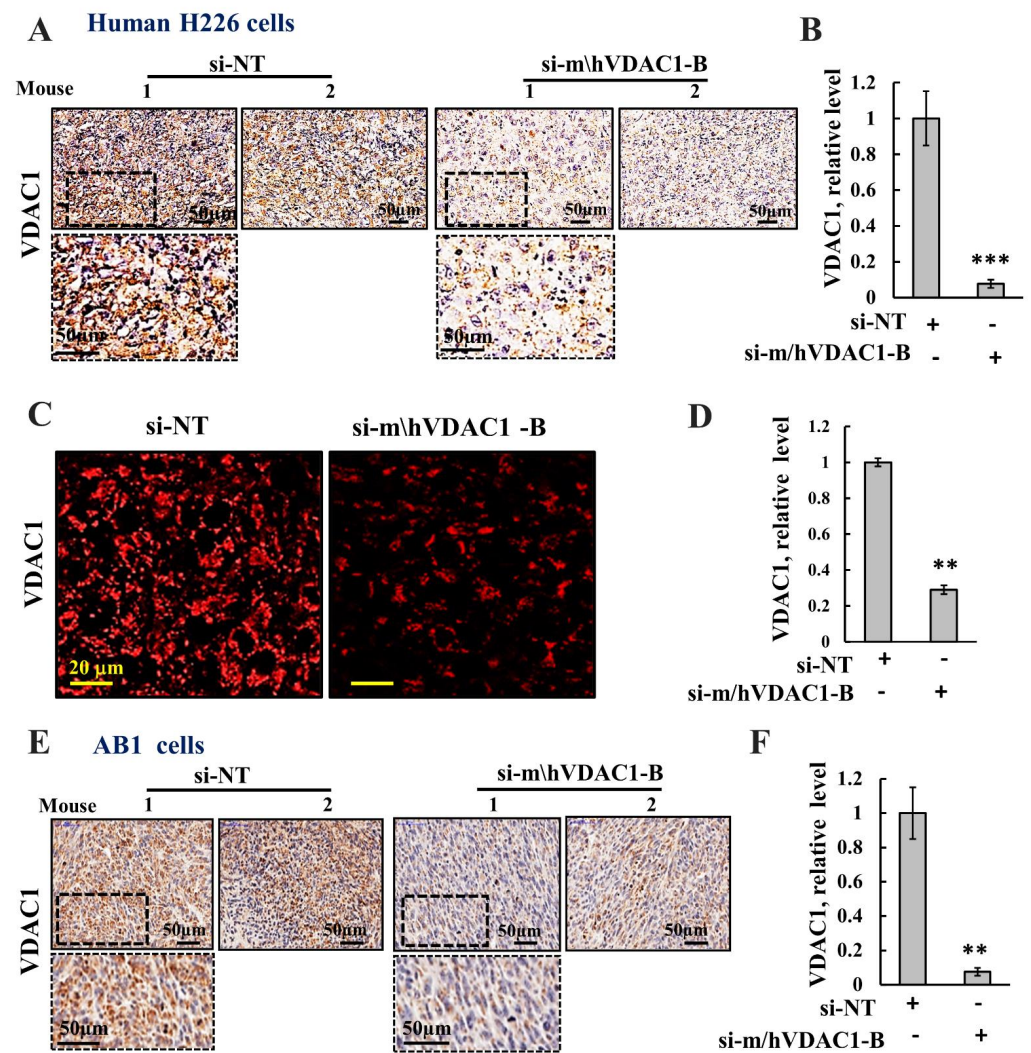 A Human H226 cells
si-NT si-m\hVDAC1-B
Mouse 1 2 1 2
VDAC1
50µm 50µm 50µm 50µm
50µm 50µm
B
VDAC1, relative level
1.2
1
0.8
0.6
0.4
0.2
0
***
si-NT + -
si-m/hVDAC1-B - +
C
si-NT si-m\hVDAC1 -B
VDAC1
20 µm
D
VDAC1, relative level
1.2
1
0.8
0.6
0.4
0.2
0
**
si-NT + -
si-m/hVDAC1-B - +
E AB1 cells
si-NT si-m\hVDAC1-B
Mouse 1 2 1 2
VDAC1
50µm 50µm 50µm 50µm
50µm 50µm
F
VDAC1, relative level
1.2
1
0.8
0.6
0.4
0.2
0
**
si-NT + -
si-m/hVDAC1-B - +